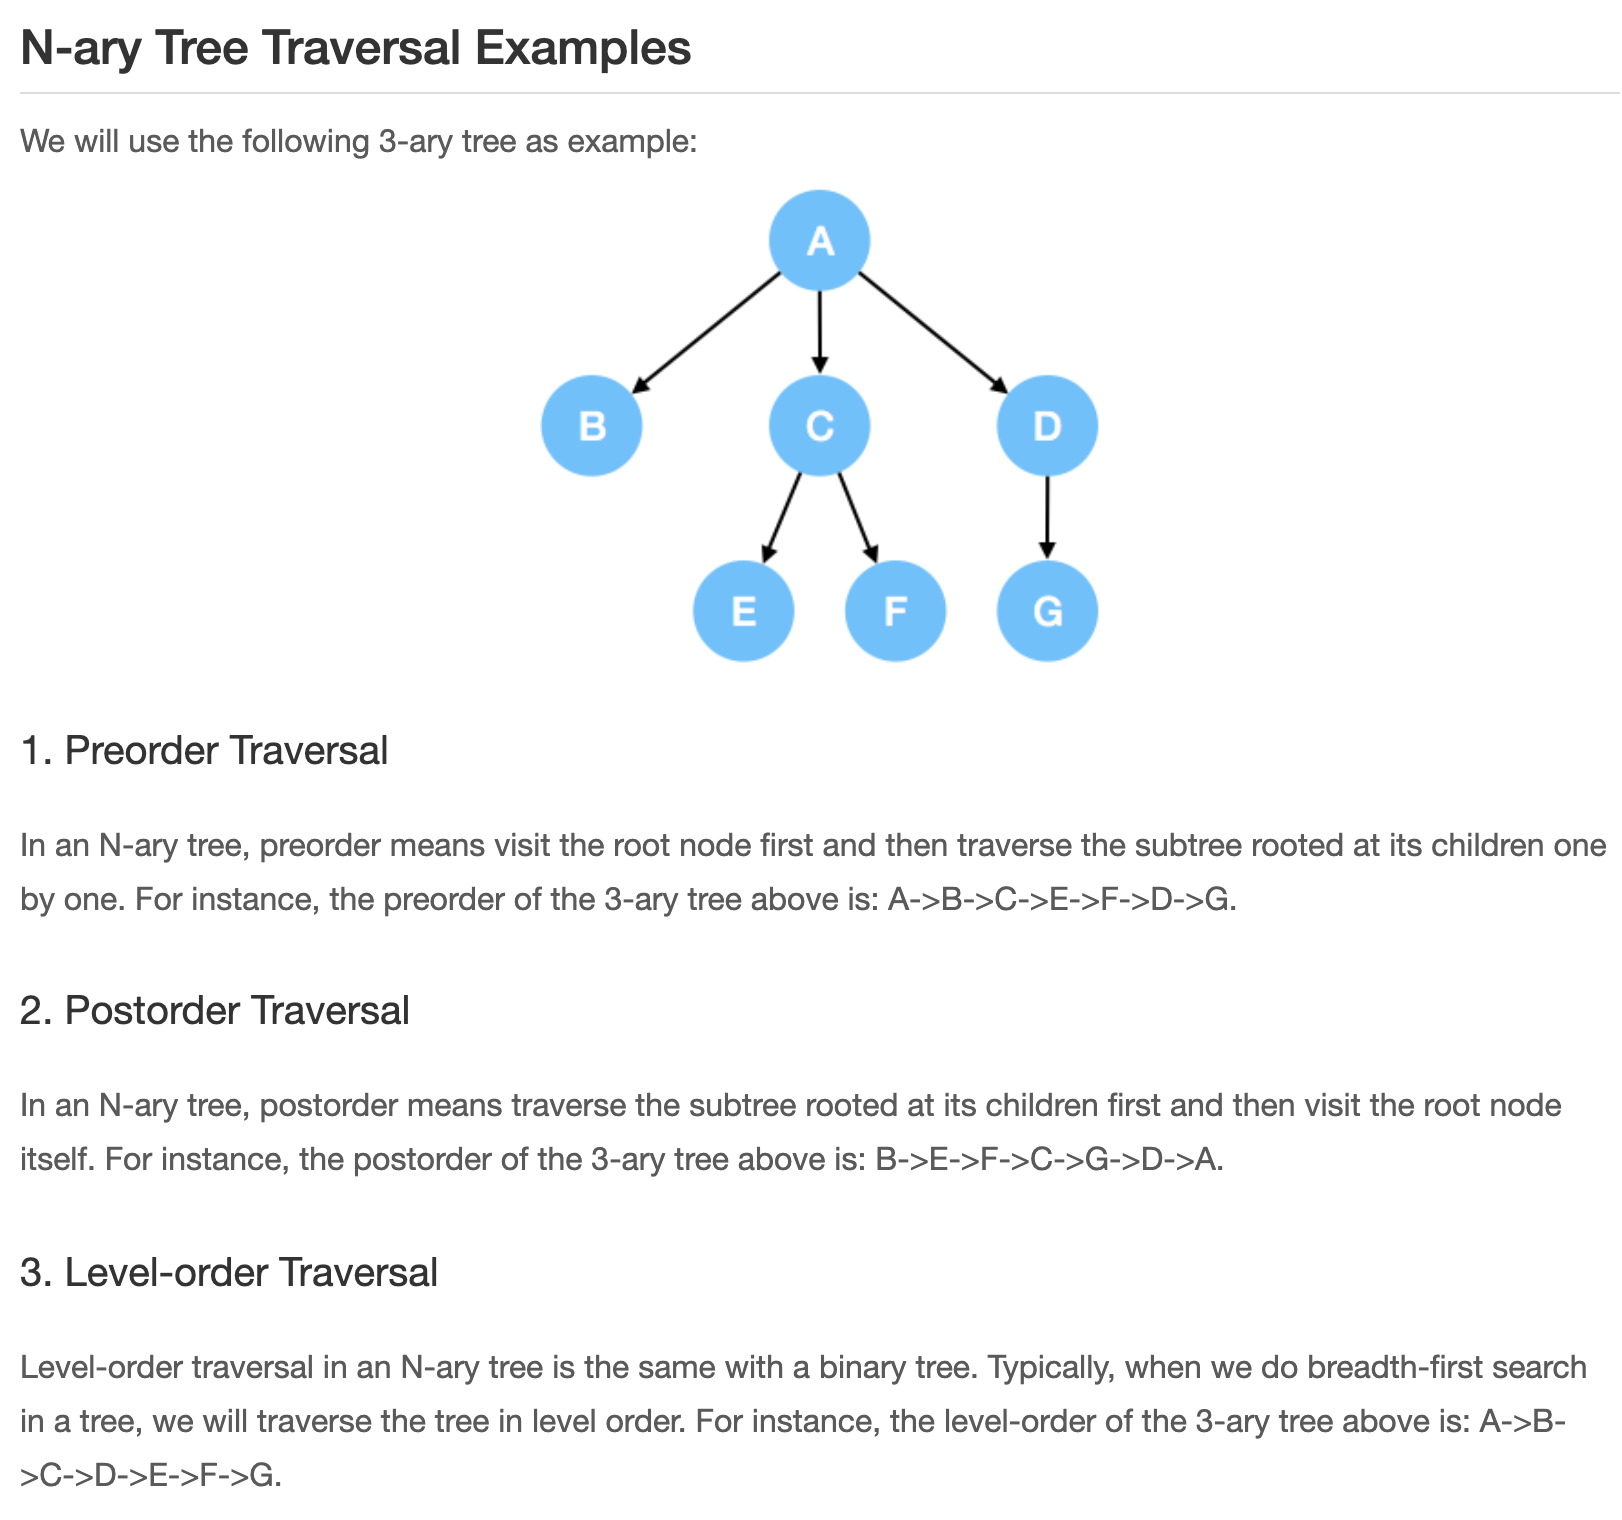 N-ary Tree Traversal Examples
We will use the following 3-ary tree as example:
A
B C D
E F G
1. Preorder Traversal
In an N-ary tree, preorder means visit the root node first and then traverse the subtree rooted at its children one
by one. For instance, the preorder of the 3-ary tree above is: A->B->C->E->F->D->G.
2. Postorder Traversal
In an N-ary tree, postorder means traverse the subtree rooted at its children first and then visit the root node
itself. For instance, the postorder of the 3-ary tree above is: B->E->F->C->G->D->A.
3. Level-order Traversal
Level-order traversal in an N-ary tree is the same with a binary tree. Typically, when we do breadth-first search
in a tree, we will traverse the tree in level order. For instance, the level-order of the 3-ary tree above is: A->B-
>C->D->E->F->G.